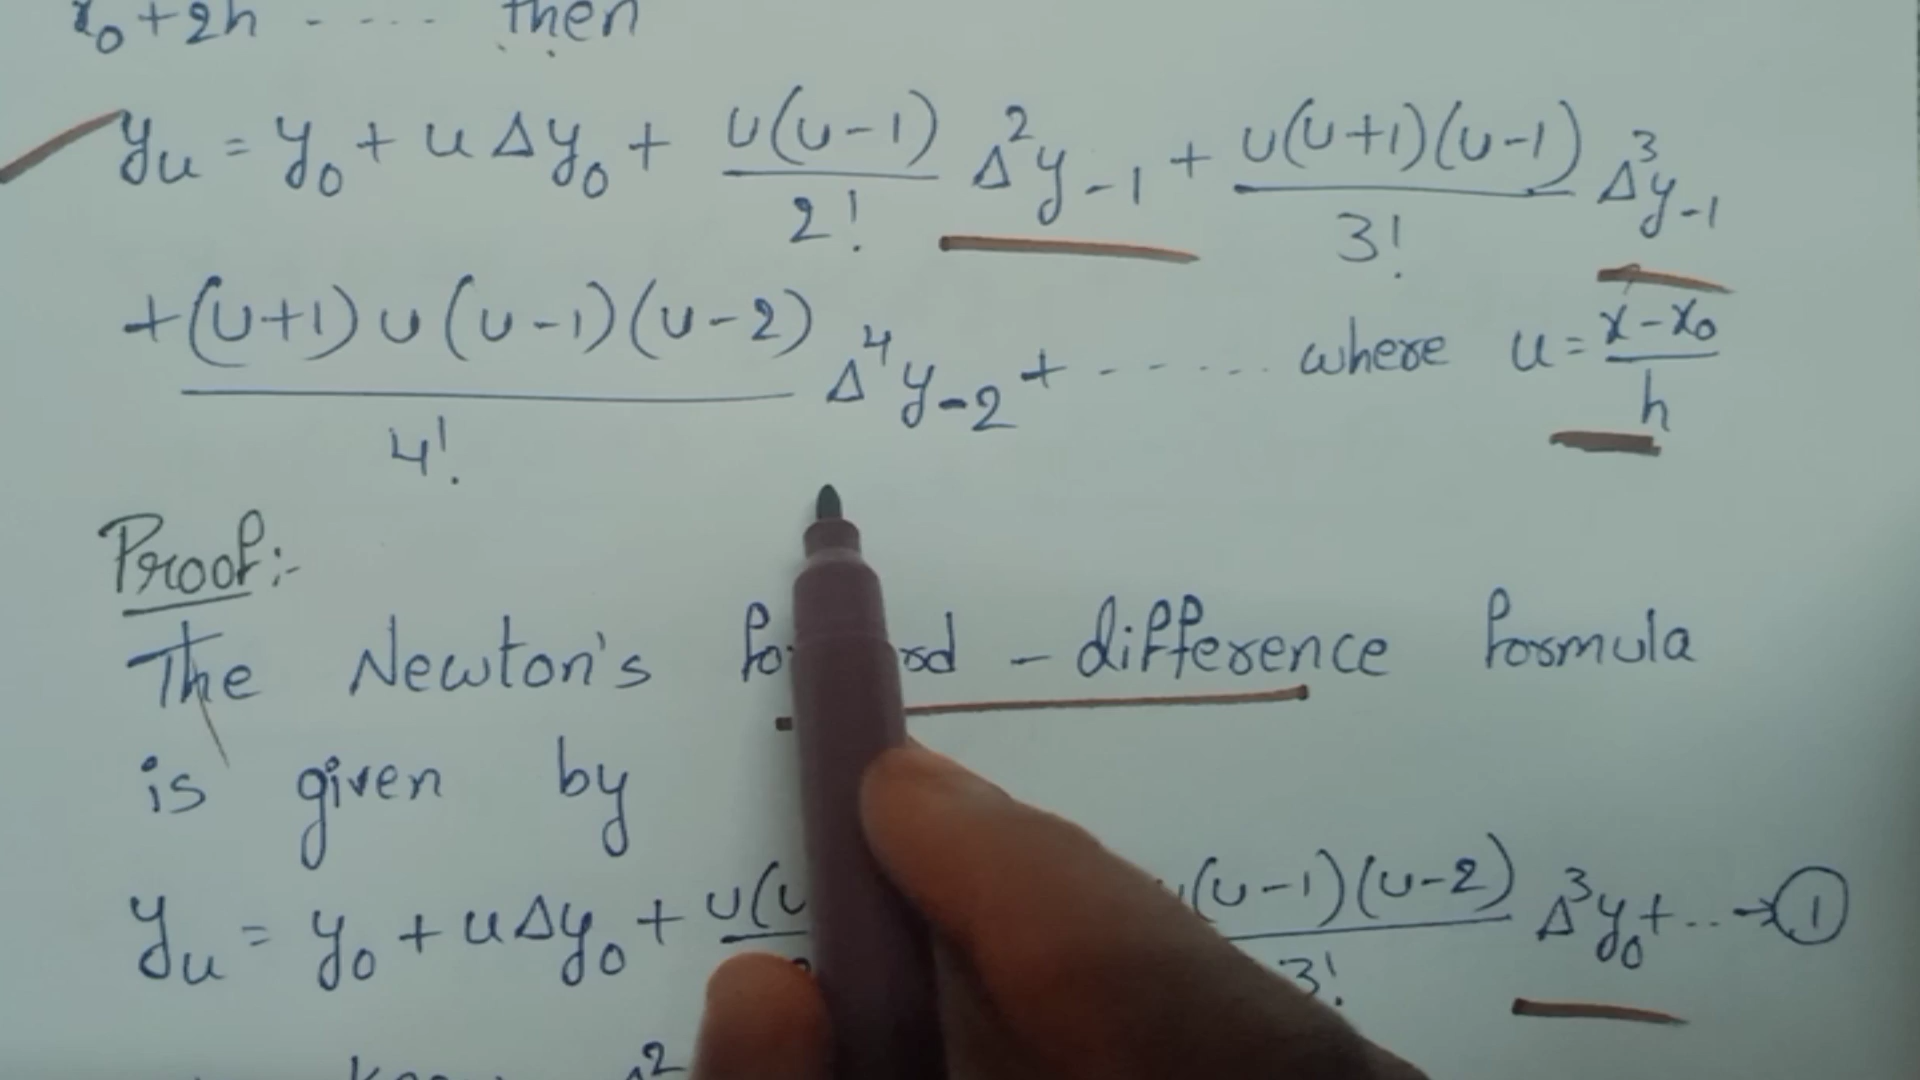 x₀+2h ----- then
yᵤ = y₀ + uΔy₀ + u(u-1)/2! Δ²y₋₁ + u(u+1)(u-1)/3! Δ³y₋₁
+ (u+1)u(u-1)(u-2)/4! Δ⁴y₋₂ + ------ where u = x-x₀/h
Proof:-
The Newton's - difference formula
is given by
yᵤ = y₀ + uΔy₀ + u(u (u-1)(u-2)/3! Δ³y₀ + ... → ①